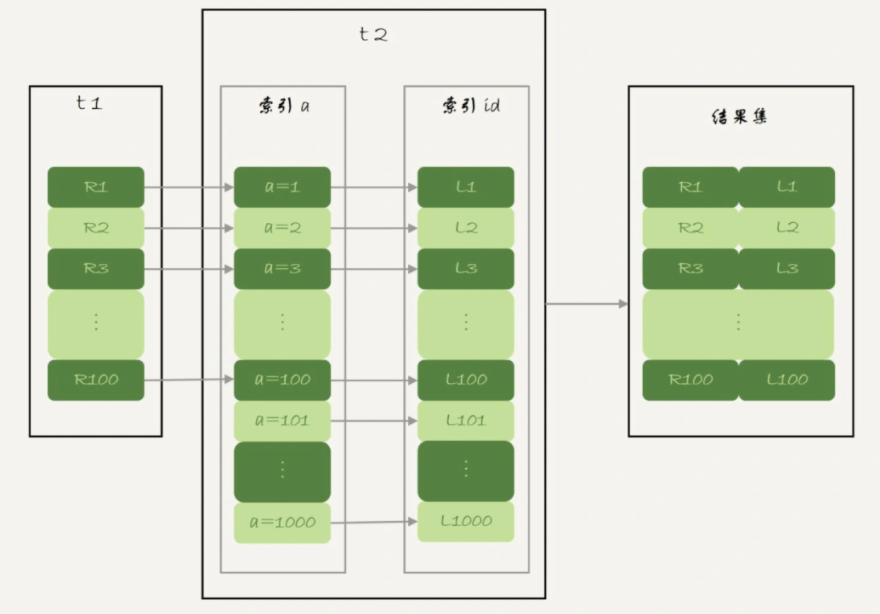 t2
t1
索引 a
索引 id
结果集
R1
a=1
L1
R1
L1
R2
a=2
L2
R2
L2
R3
a=3
L3
R3
L3
⋮
⋮
⋮
⋮
R100
a=100
L100
R100
L100
a=101
L101
⋮
⋮
a=1000
L1000